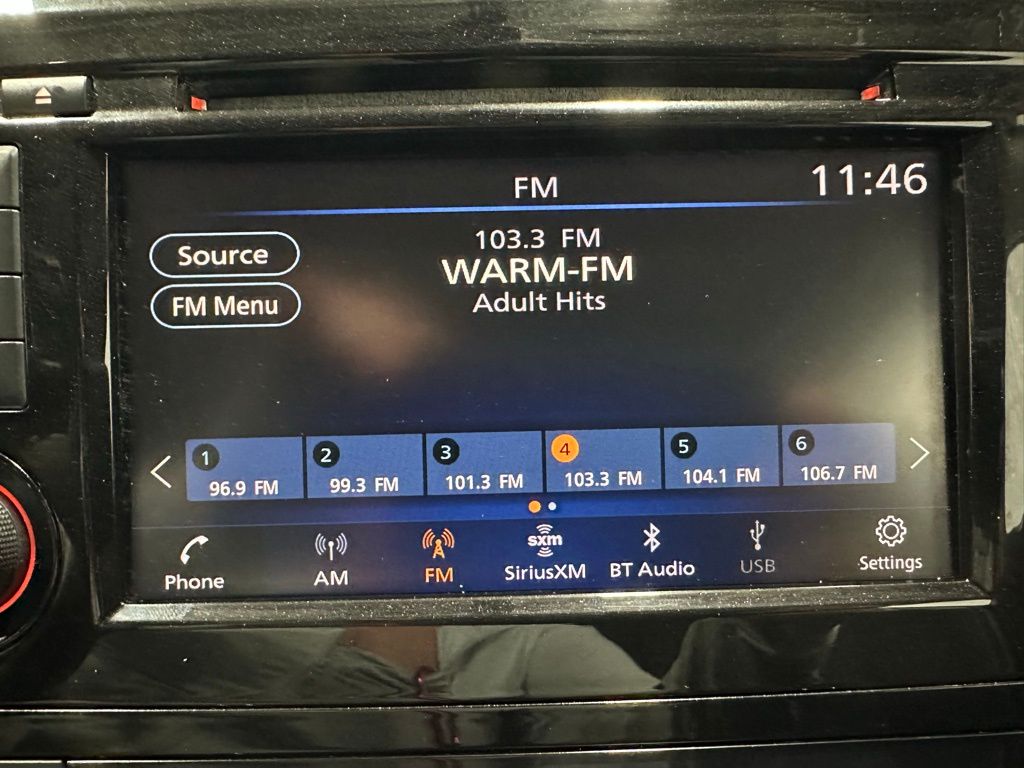 FM
11:46
103.3 FM
WARM-FM
Adult Hits
Source
FM Menu
1
96.9 FM
2
99.3 FM
3
101.3 FM
4
103.3 FM
5
104.1 FM
6
106.7 FM
Phone
AM
FM
sxm
SiriusXM
BT Audio
USB
Settings